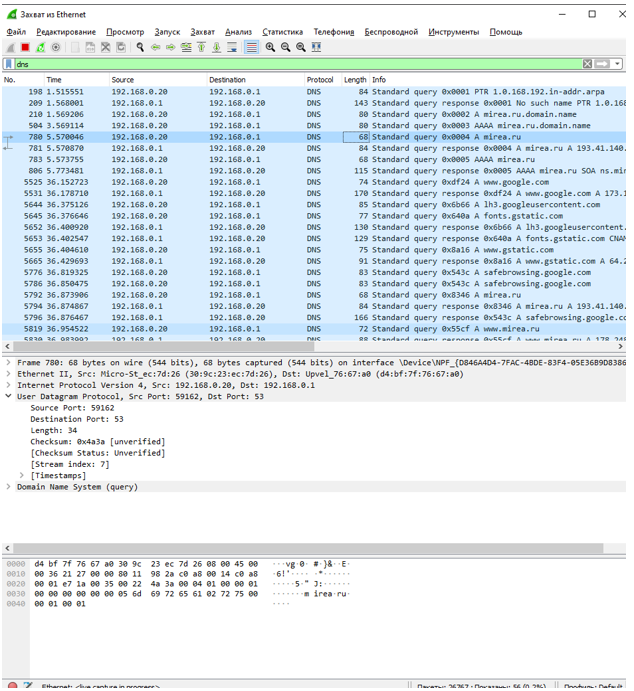 Захват из Ethernet
Файл Редактирование Просмотр Запуск Захват Анализ Статистика Телефония Беспроводной Инструменты Помощь
dns
No. Time Source Destination Protocol Length Info
198 1.515551 192.168.0.20 192.168.0.1 DNS 84 Standard query 0x0001 PTR 1.0.168.192.in-addr.arpa
209 1.568001 192.168.0.1 192.168.0.20 DNS 143 Standard query response 0x0001 No such name PTR 1.0.168
210 1.569206 192.168.0.20 192.168.0.1 DNS 80 Standard query 0x0002 A mirea.ru.domain.name
504 3.569114 192.168.0.20 192.168.0.1 DNS 80 Standard query 0x0003 AAAA mirea.ru.domain.name
780 5.570046 192.168.0.20 192.168.0.1 DNS 68 Standard query 0x0004 A mirea.ru
781 5.570870 192.168.0.1 192.168.0.20 DNS 84 Standard query response 0x0004 A mirea.ru A 193.41.140.
783 5.573755 192.168.0.20 192.168.0.1 DNS 68 Standard query 0x0005 AAAA mirea.ru
806 5.773481 192.168.0.1 192.168.0.20 DNS 115 Standard query response 0x0005 AAAA mirea.ru SOA ns.mir
5525 36.152723 192.168.0.20 192.168.0.1 DNS 74 Standard query 0xdf24 A www.google.com
5531 36.178710 192.168.0.1 192.168.0.20 DNS 170 Standard query response 0xdf24 A www.google.com A 173.1
5644 36.375126 192.168.0.20 192.168.0.1 DNS 85 Standard query 0x6b66 A lh3.googleusercontent.com
5645 36.376646 192.168.0.20 192.168.0.1 DNS 77 Standard query 0x640a A fonts.gstatic.com
5652 36.400920 192.168.0.1 192.168.0.20 DNS 130 Standard query response 0x6b66 A lh3.googleusercontent.
5653 36.402547 192.168.0.1 192.168.0.20 DNS 129 Standard query response 0x640a A fonts.gstatic.com CNAM
5655 36.404610 192.168.0.20 192.168.0.1 DNS 75 Standard query 0x8a16 A www.gstatic.com
5665 36.429693 192.168.0.1 192.168.0.20 DNS 91 Standard query response 0x8a16 A www.gstatic.com A 64.2
5776 36.819325 192.168.0.20 192.168.0.1 DNS 83 Standard query 0x543c A safebrowsing.google.com
5786 36.850475 192.168.0.20 192.168.0.1 DNS 83 Standard query 0x543c A safebrowsing.google.com
5792 36.873906 192.168.0.20 192.168.0.1 DNS 68 Standard query 0x8346 A mirea.ru
5794 36.874867 192.168.0.1 192.168.0.20 DNS 84 Standard query response 0x8346 A mirea.ru A 193.41.140.
5796 36.876467 192.168.0.1 192.168.0.20 DNS 166 Standard query response 0x543c A safebrowsing.google.co
5819 36.954522 192.168.0.20 192.168.0.1 DNS 72 Standard query 0x55cf A www.mirea.ru
5830 36.983992 192.168.0.1 192.168.0.20 DNS 88 Standard query response 0x55cf A www.mirea.ru A 178.248
Frame 780: 68 bytes on wire (544 bits), 68 bytes captured (544 bits) on interface \Device\NPF_{D846A4D4-7FAC-4BDE-83F4-05E36B9D8386
Ethernet II, Src: Micro-St_ec:7d:26 (30:9c:23:ec:7d:26), Dst: Upvel_76:67:a0 (d4:bf:7f:76:67:a0)
Internet Protocol Version 4, Src: 192.168.0.20, Dst: 192.168.0.1
User Datagram Protocol, Src Port: 59162, Dst Port: 53
Source Port: 59162
Destination Port: 53
Length: 34
Checksum: 0x4a3a [unverified]
[Checksum Status: Unverified]
[Stream index: 7]
[Timestamps]
Domain Name System (query)
0000 d4 bf 7f 76 67 a0 30 9c 23 ec 7d 26 08 00 45 00 ···vg·0· #·}&··E·
0010 00 36 21 27 00 00 80 11 98 2a c0 a8 00 14 c0 a8 ·6!'···· ·*······
0020 00 01 e7 1a 00 35 00 22 4a 3a 00 04 01 00 00 01 ·····5·" J:······
0030 00 00 00 00 00 00 05 6d 69 72 65 61 02 72 75 00 ·······m irea·ru·
0040 00 01 00 01 ····
Ethernet: <live capture in progress>
Пакеты: 26767 · Показаны: 56 (0.2%)
Профиль: Default